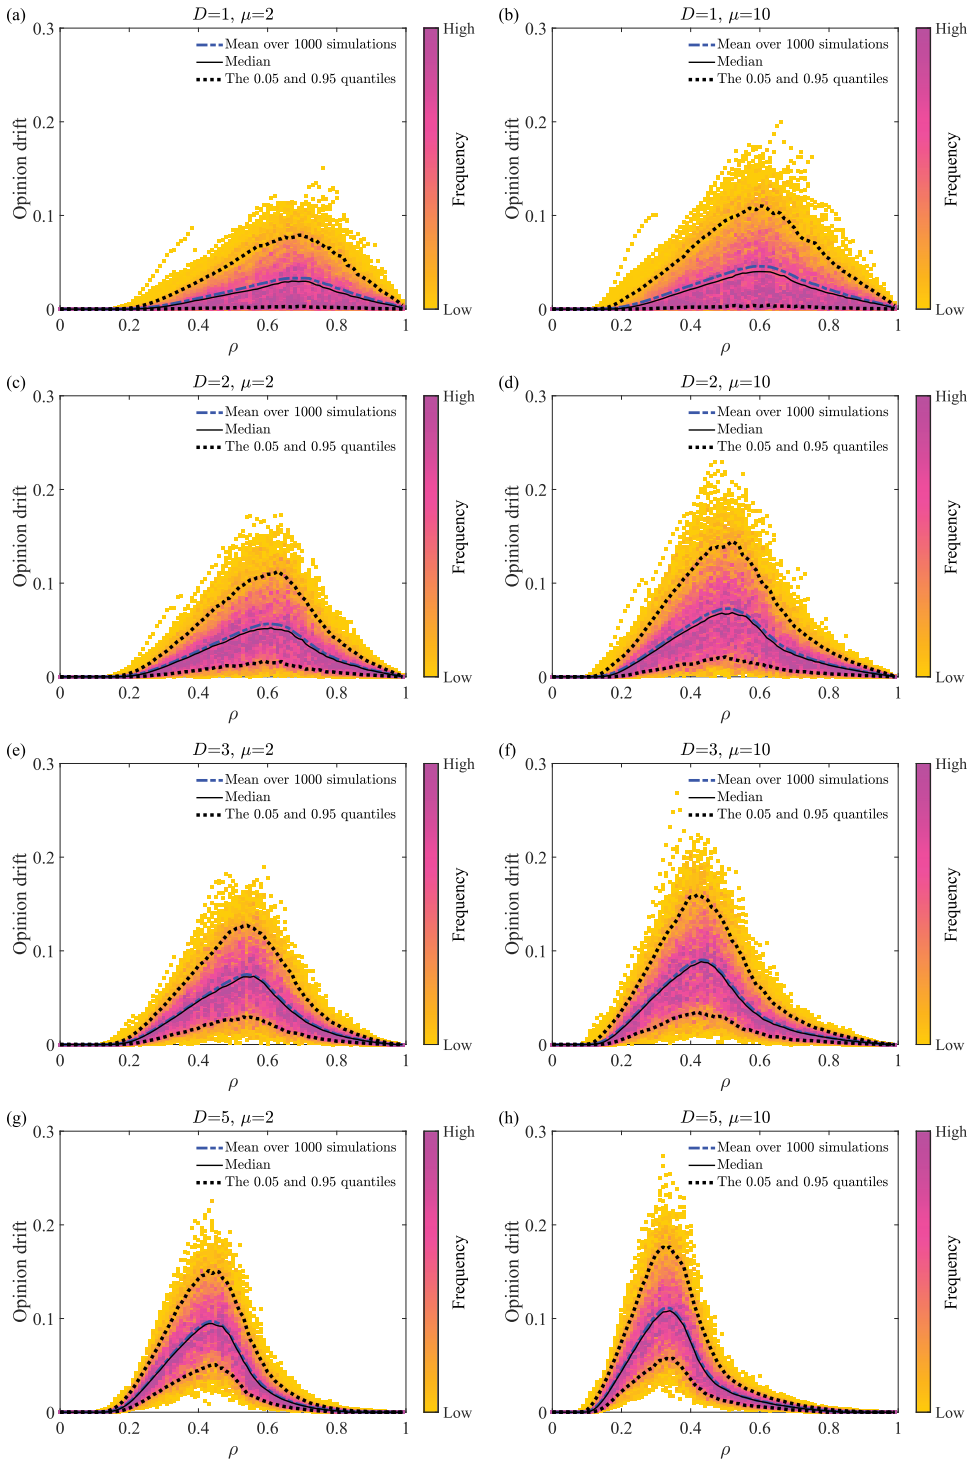 (a) D=1, μ=2
0.3
0.2
0.1
0
Opinion drift
Mean over 1000 simulations
Median
The 0.05 and 0.95 quantiles
0 0.2 0.4 0.6 0.8 1
ρ
High
Frequency
Low
(b) D=1, μ=10
0.3
0.2
0.1
0
Opinion drift
Mean over 1000 simulations
Median
The 0.05 and 0.95 quantiles
0 0.2 0.4 0.6 0.8 1
ρ
High
Frequency
Low
(c) D=2, μ=2
0.3
0.2
0.1
0
Opinion drift
Mean over 1000 simulations
Median
The 0.05 and 0.95 quantiles
0 0.2 0.4 0.6 0.8 1
ρ
High
Frequency
Low
(d) D=2, μ=10
0.3
0.2
0.1
0
Opinion drift
Mean over 1000 simulations
Median
The 0.05 and 0.95 quantiles
0 0.2 0.4 0.6 0.8 1
ρ
High
Frequency
Low
(e) D=3, μ=2
0.3
0.2
0.1
0
Opinion drift
Mean over 1000 simulations
Median
The 0.05 and 0.95 quantiles
0 0.2 0.4 0.6 0.8 1
ρ
High
Frequency
Low
(f) D=3, μ=10
0.3
0.2
0.1
0
Opinion drift
Mean over 1000 simulations
Median
The 0.05 and 0.95 quantiles
0 0.2 0.4 0.6 0.8 1
ρ
High
Frequency
Low
(g) D=5, μ=2
0.3
0.2
0.1
0
Opinion drift
Mean over 1000 simulations
Median
The 0.05 and 0.95 quantiles
0 0.2 0.4 0.6 0.8 1
ρ
High
Frequency
Low
(h) D=5, μ=10
0.3
0.2
0.1
0
Opinion drift
Mean over 1000 simulations
Median
The 0.05 and 0.95 quantiles
0 0.2 0.4 0.6 0.8 1
ρ
High
Frequency
Low